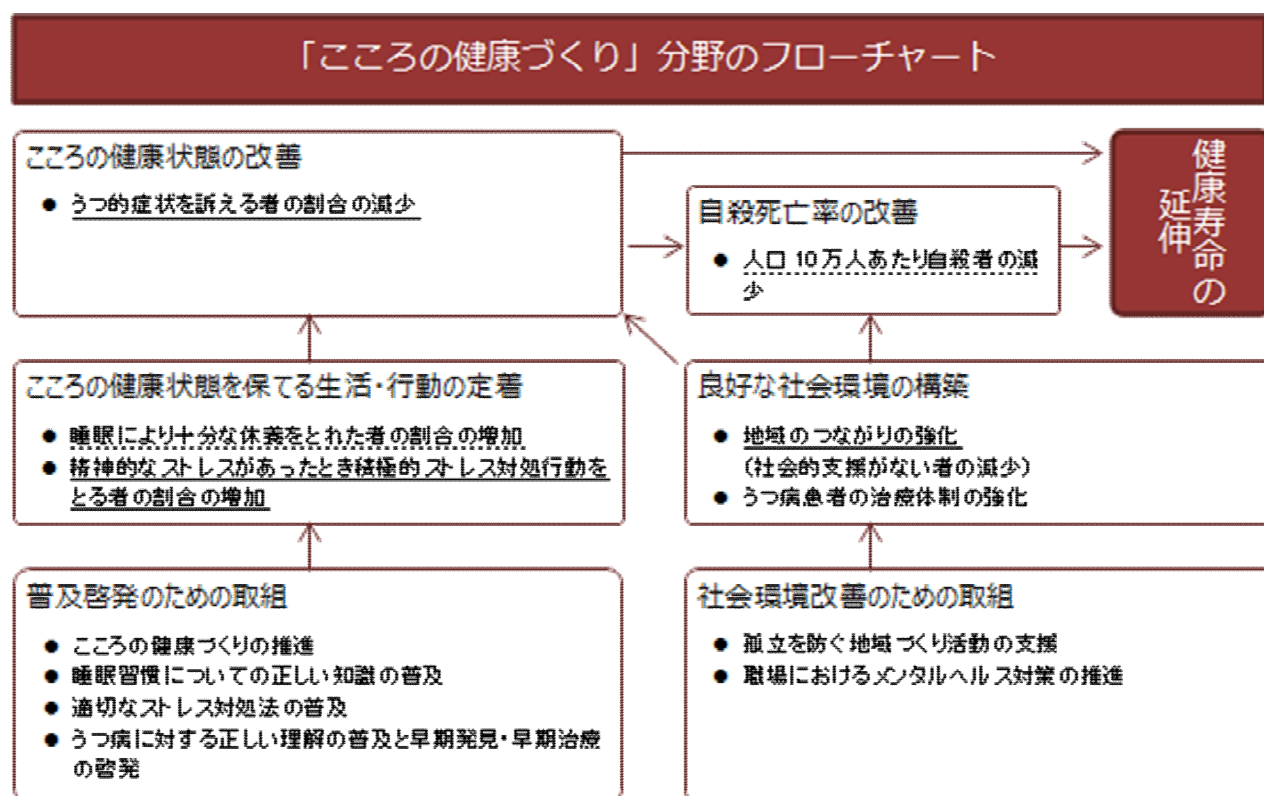 「こころの健康づくり」分野のフローチャート
こころの健康状態の改善
● うつ的症状を訴える者の割合の減少
自殺死亡率の改善
● 人口 10 万人あたり自殺者の減
少
健康寿命の
延伸
こころの健康状態を保てる生活・行動の定着
● 睡眠により十分な休養をとれた者の割合の増加
● 精神的なストレスがあったとき積極的ストレス対処行動を
とる者の割合の増加
良好な社会環境の構築
● 地域のつながりの強化
(社会的支援がない者の減少)
● うつ病患者の治療体制の強化
普及啓発のための取組
● こころの健康づくりの推進
● 睡眠習慣についての正しい知識の普及
● 適切なストレス対処法の普及
● うつ病に対する正しい理解の普及と早期発見・早期治療
の啓発
社会環境改善のための取組
● 孤立を防ぐ地域づくり活動の支援
● 職場におけるメンタルヘルス対策の推進